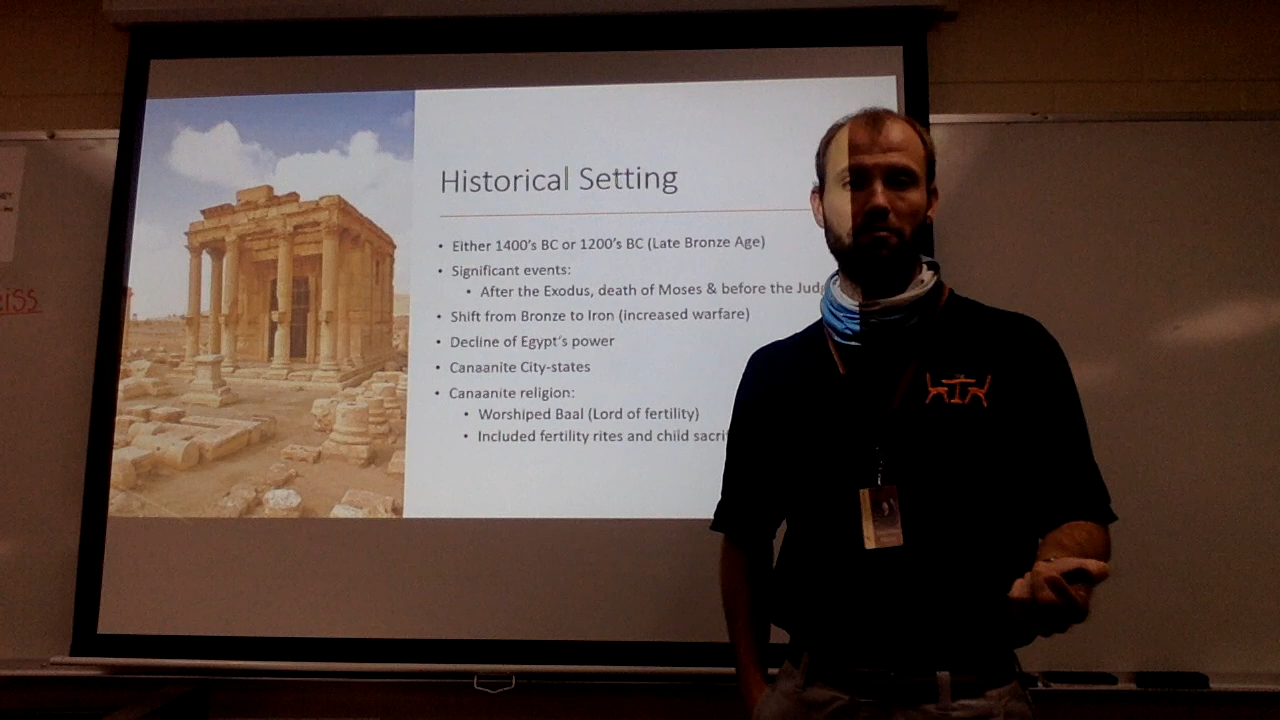 Historical Setting
• Either 1400's BC or 1200's BC (Late Bronze Age)
• Significant events:
• After the Exodus, death of Moses & before the
• Shift from Bronze to Iron (increased warfare)
• Decline of Egypt's power
• Canaanite City-states
• Canaanite religion:
• Worshiped Baal (Lord of fertility)
• Included fertility rites and child